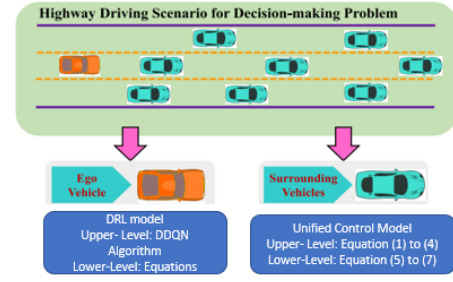 Highway Driving Scenario for Decision-making Problem
Ego
Vehicle
Surrounding
Vehicles
DRL model
Upper- Level: DDQN
Algorithm
Lower-Level: Equations
Unified Control Model
Upper-Level: Equation (1) to (4)
Lower-Level: Equation (5) to (7)